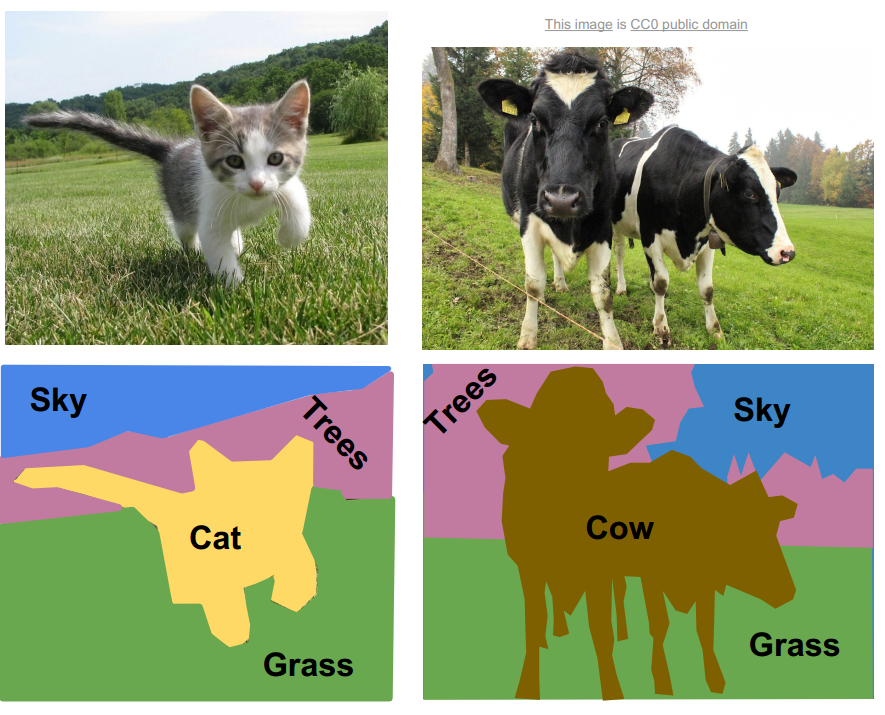 This image is CC0 public domain
Sky
Trees
Cat
Grass
Trees
Sky
Cow
Grass